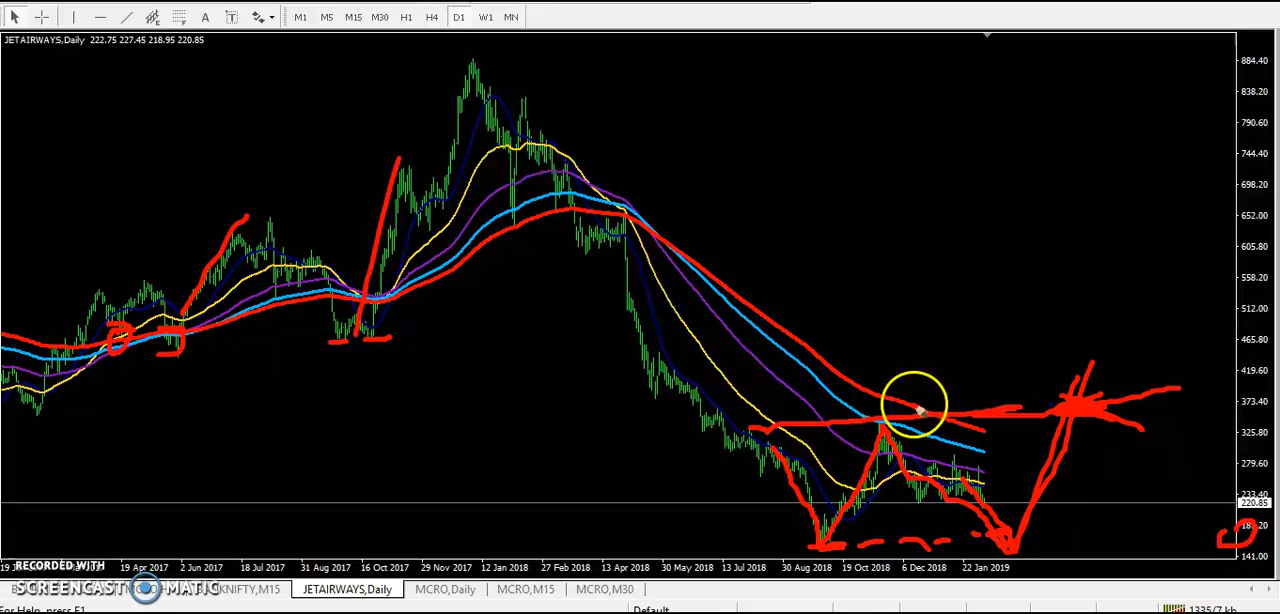 A T M1 M5 M15 M30 H1 H4 D1 W1 MN
JETAIRWAYS,Daily 222.75 227.45 218.95 220.85
884.40
838.20
790.60
744.40
698.20
652.00
605.80
558.20
512.00
465.80
419.60
373.40
325.80
279.60
233.40
220.85
141.00
19 Apr 2017 2 Jun 2017 18 Jul 2017 31 Aug 2017 16 Oct 2017 29 Nov 2017 12 Jan 2018 27 Feb 2018 13 Apr 2018 30 May 2018 13 Jul 2018 30 Aug 2018 19 Oct 2018 6 Dec 2018 22 Jan 2019
RECORDED WITH
SCREENCAST MATIC
JETAIRWAYS,Daily MCRO,Daily MCRO,M15 MCRO,M30
For Help, press F1 Default 1335/7 kb